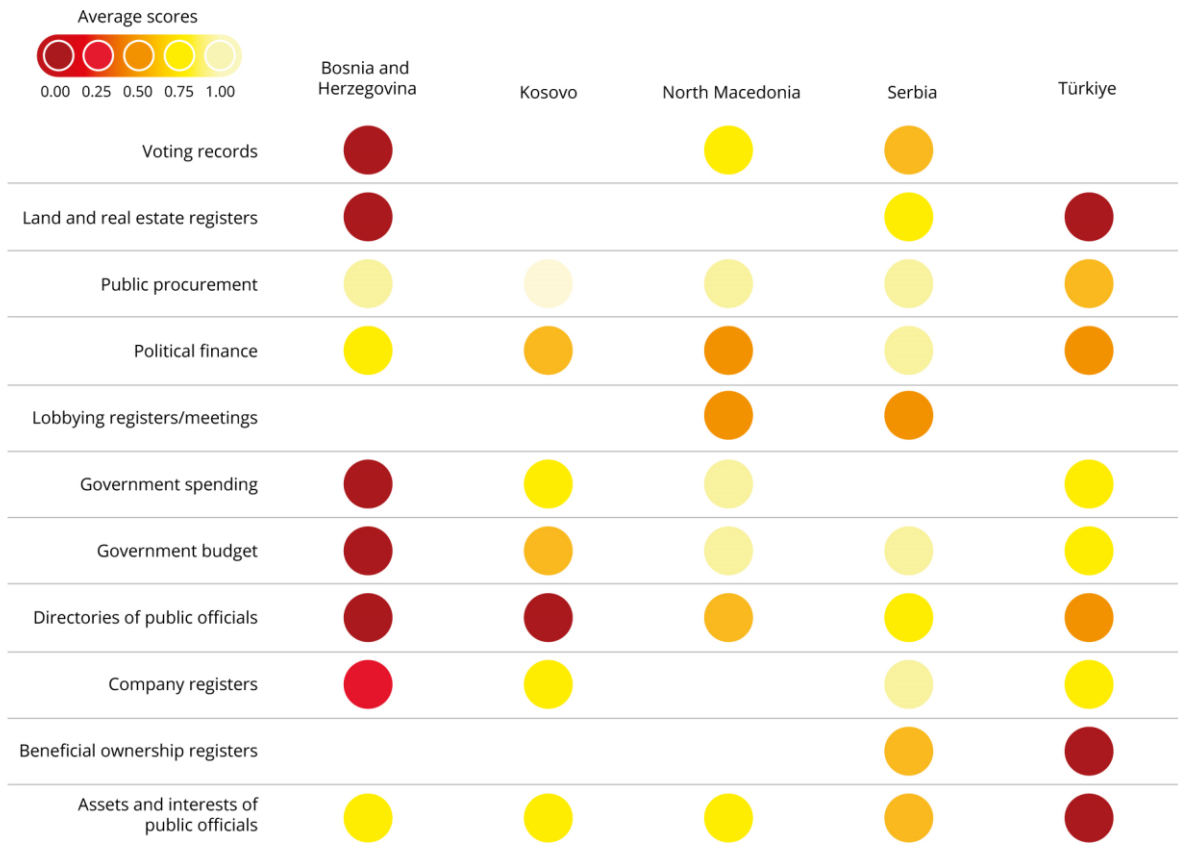 Average scores
0.00 0.25 0.50 0.75 1.00
Bosnia and
Herzegovina
Kosovo
North Macedonia
Serbia
Türkiye
Voting records
Land and real estate registers
Public procurement
Political finance
Lobbying registers/meetings
Government spending
Government budget
Directories of public officials
Company registers
Beneficial ownership registers
Assets and interests of
public officials